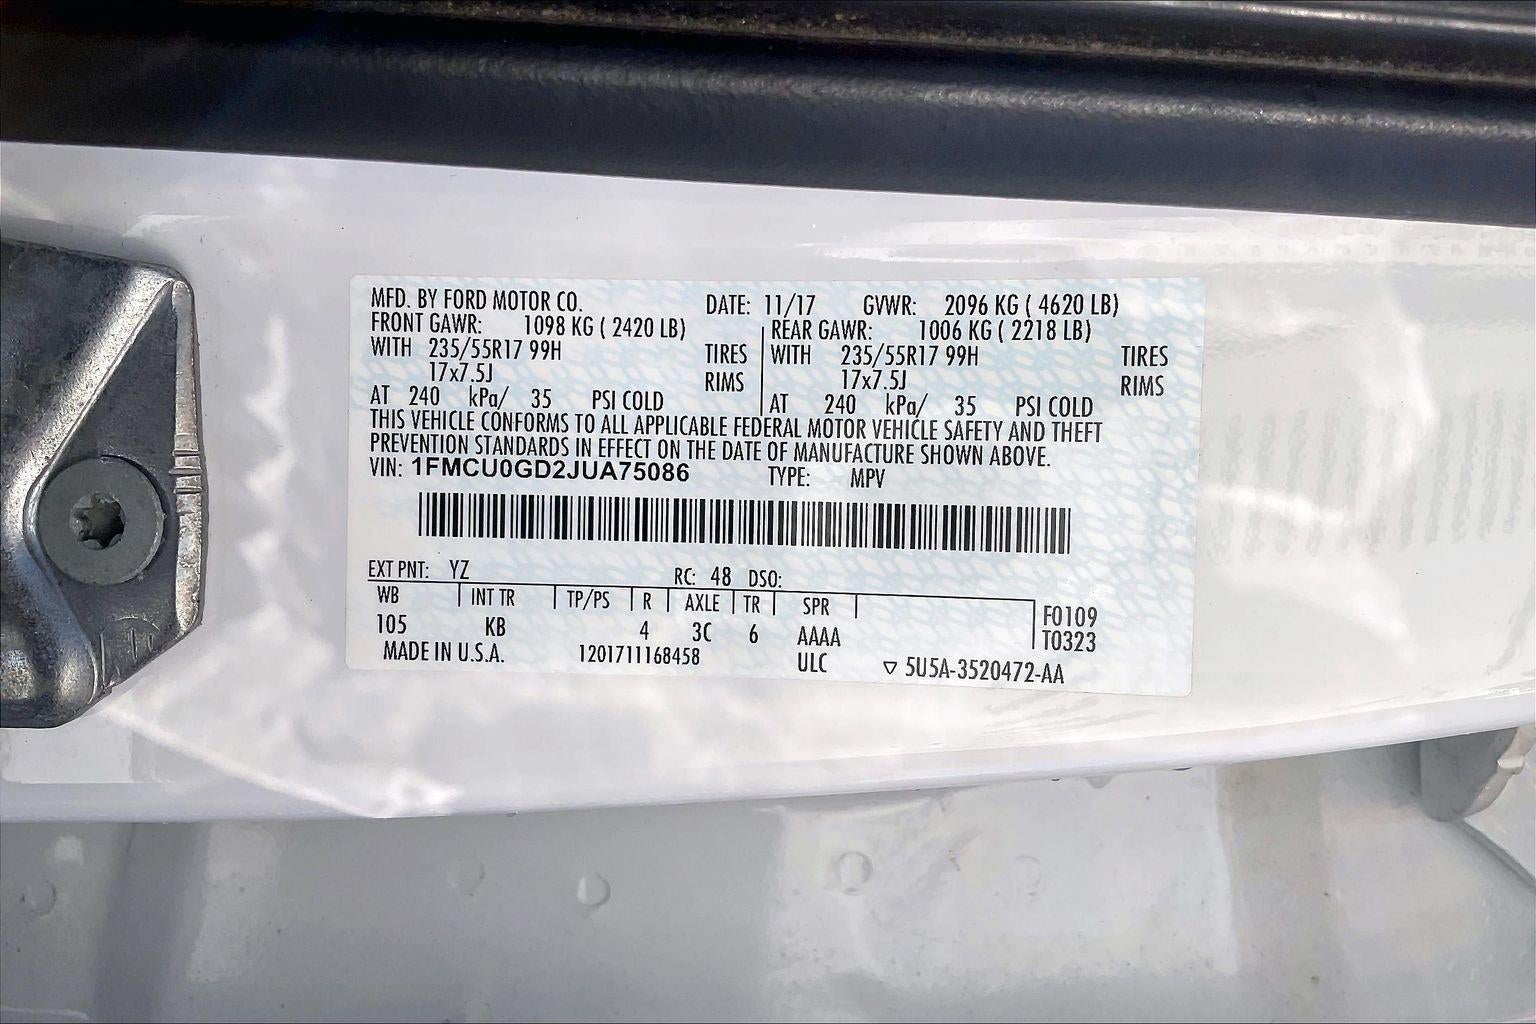 MFD. BY FORD MOTOR CO. DATE: 11/17 GVWR: 2096 KG ( 4620 LB)
FRONT GAWR: 1098 KG ( 2420 LB) REAR GAWR: 1006 KG ( 2218 LB)
WITH 235/55R17 99H TIRES WITH 235/55R17 99H TIRES
17x7.5J RIMS 17x7.5J RIMS
AT 240 kPa/ 35 PSI COLD AT 240 kPa/ 35 PSI COLD
THIS VEHICLE CONFORMS TO ALL APPLICABLE FEDERAL MOTOR VEHICLE SAFETY AND THEFT
PREVENTION STANDARDS IN EFFECT ON THE DATE OF MANUFACTURE SHOWN ABOVE.
VIN: 1FMCU0GD2JUA75086 TYPE: MPV
EXT PNT: YZ RC: 48 DSO:
WB INT TR TP/PS R AXLE TR SPR F0109
105 KB 4 3C 6 AAAA T0323
MADE IN U.S.A. 1201711168458 ULC ▽ 5U5A-3520472-AA